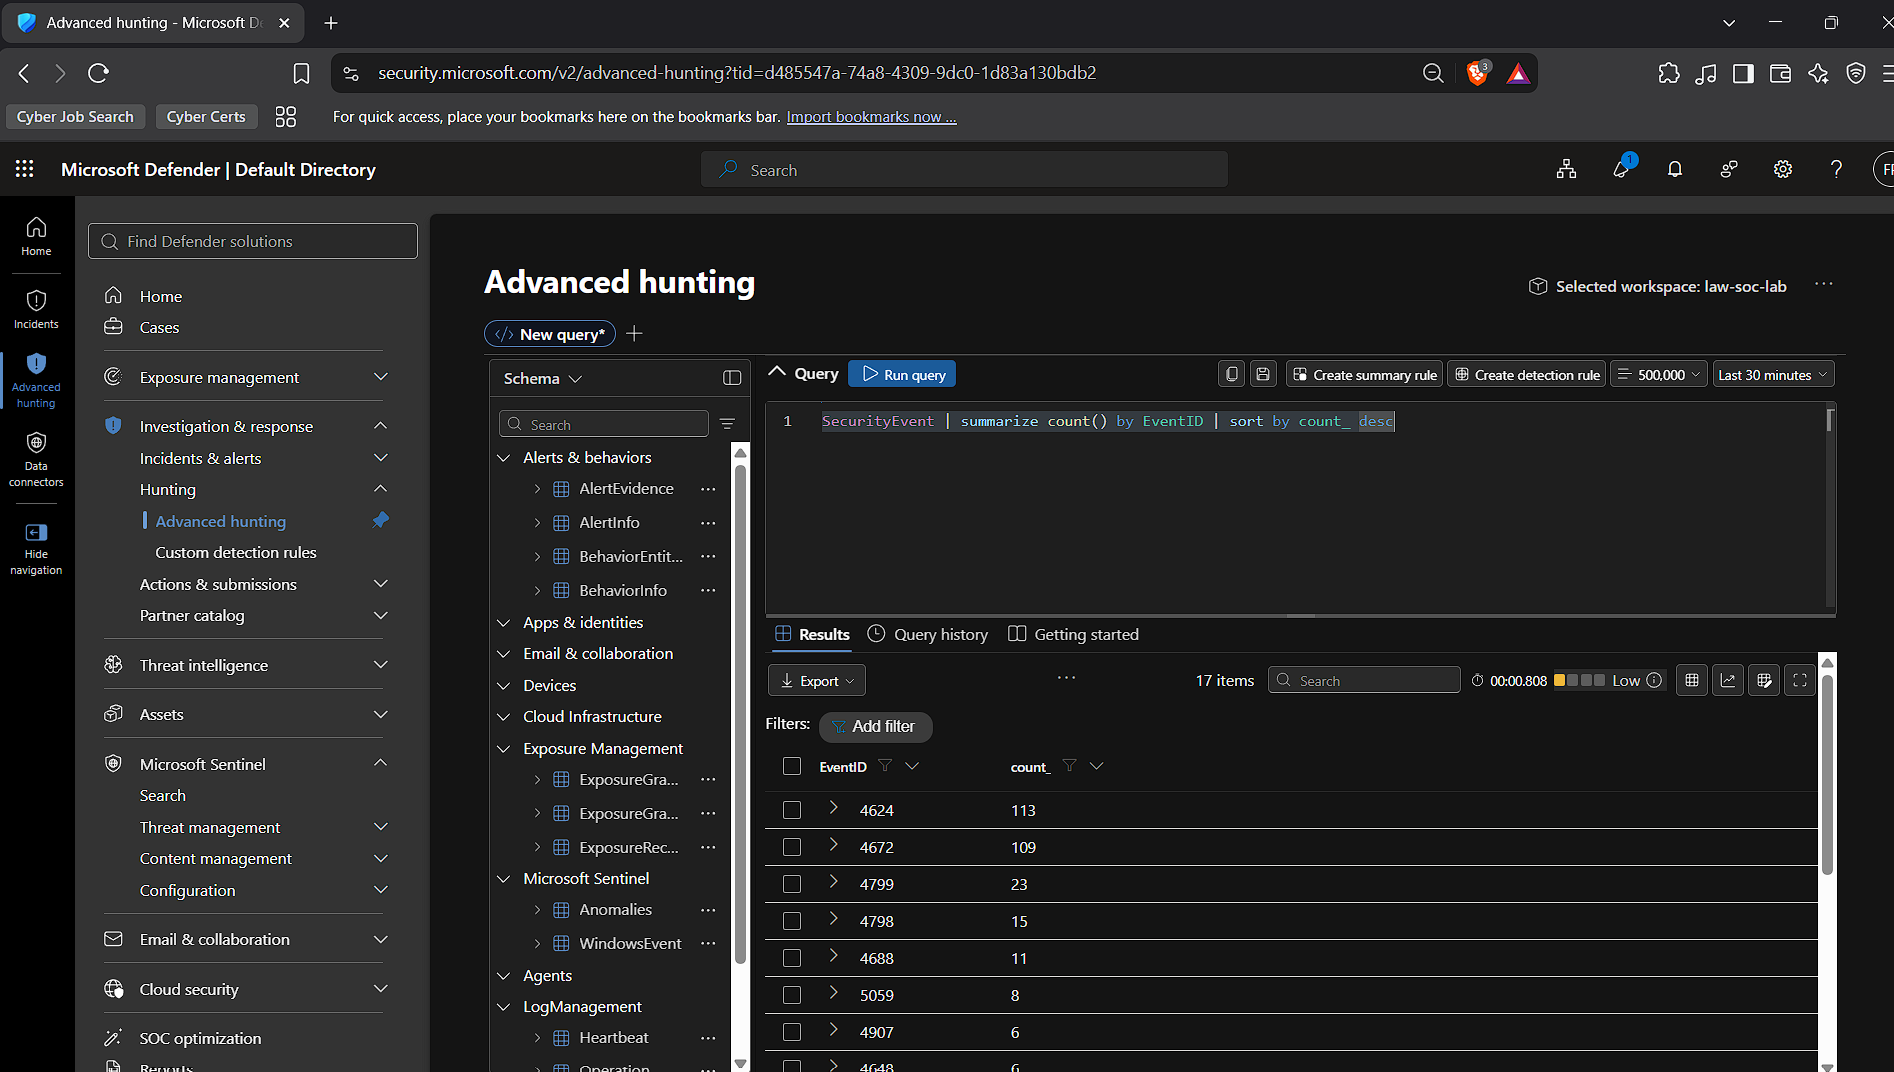 Advanced hunting - Microsoft De
security.microsoft.com/v2/advanced-hunting?tid=d485547a-74a8-4309-9dc0-1d83a130bdb2
3
Cyber Job Search
Cyber Certs
For quick access, place your bookmarks here on the bookmarks bar. Import bookmarks now ...
Microsoft Defender | Default Directory
Search
1
Home
Incidents
Advanced
hunting
Data
connectors
Hide
navigation
Find Defender solutions
Home
Cases
Exposure management
Investigation & response
Incidents & alerts
Hunting
Advanced hunting
Custom detection rules
Actions & submissions
Partner catalog
Threat intelligence
Assets
Microsoft Sentinel
Search
Threat management
Content management
Configuration
Email & collaboration
Cloud security
SOC optimization
Reports
Advanced hunting
Selected workspace: law-soc-lab
New query*
Schema
Search
Alerts & behaviors
AlertEvidence
AlertInfo
BehaviorEntit...
BehaviorInfo
Apps & identities
Email & collaboration
Devices
Cloud Infrastructure
Exposure Management
ExposureGra...
ExposureGra...
ExposureRec...
Microsoft Sentinel
Anomalies
WindowsEvent
Agents
LogManagement
Heartbeat
Operation
Query
Run query
Create summary rule
Create detection rule
500,000
Last 30 minutes
1
SecurityEvent | summarize count() by EventID | sort by count_ desc
Results
Query history
Getting started
Export
17 items
Search
00:00.808
Low
Filters:
Add filter
EventID count_
4624 113
4672 109
4799 23
4798 15
4688 11
5059 8
4907 6
4648 6